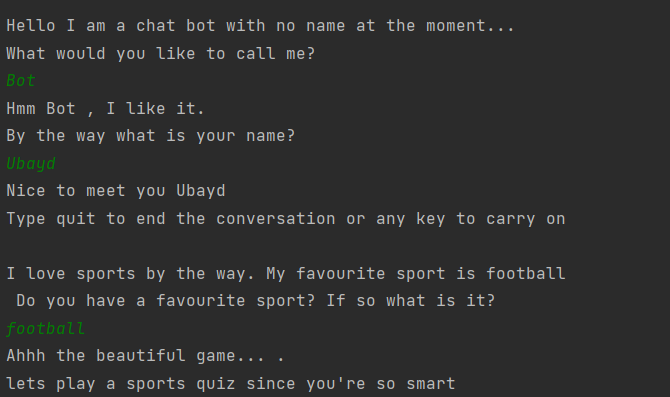 Hello I am a chat bot with no name at the moment...
What would you like to call me?
Bot
Hmm Bot , I like it.
By the way what is your name?
Ubayd
Nice to meet you Ubayd
Type quit to end the conversation or any key to carry on
I love sports by the way. My favourite sport is football
Do you have a favourite sport? If so what is it?
football
Ahhh the beautiful game... .
lets play a sports quiz since you're so smart